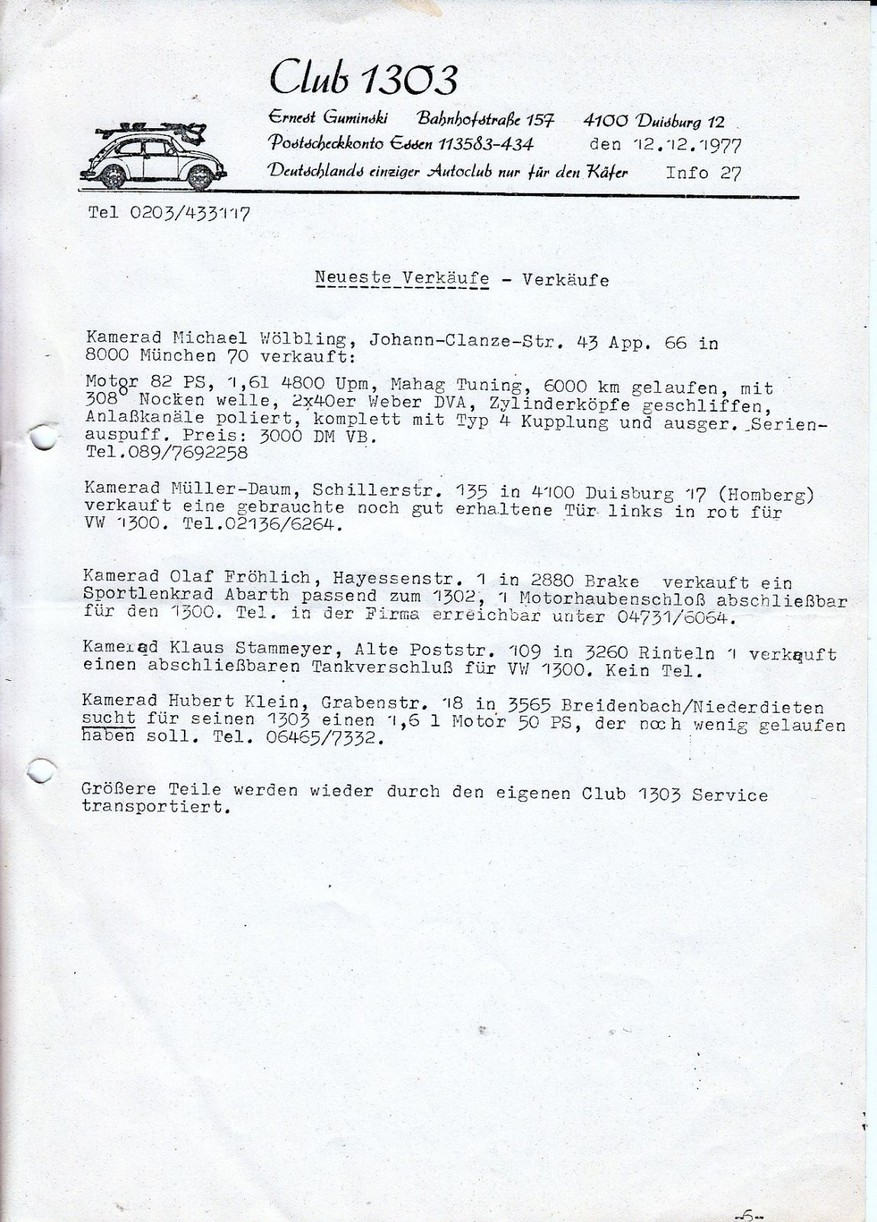 Club 1303
Ernest Guminski Bahnhofstraße 157 4100 Duisburg 12
Postscheckkonto Essen 113583-434 den 12.12.1977
Deutschlands einziger Autoclub nur für den Käfer Info 27
Tel 0203/433117
Neueste Verkäufe - Verkäufe
Kamerad Michael Wölbling, Johann-Clanze-Str. 43 App. 66 in
8000 München 70 verkauft:
Motor 82 PS, 1,61 4800 Upm, Mahag Tuning, 6000 km gelaufen, mit
308° Nocken welle, 2x40er Weber DVA, Zylinderköpfe geschliffen,
Anlaßkanäle poliert, komplett mit Typ 4 Kupplung und ausger. Serien-
auspuff. Preis: 3000 DM VB.
Tel.089/7692258
Kamerad Müller-Daum, Schillerstr. 135 in 4100 Duisburg 17 (Homberg)
verkauft eine gebrauchte noch gut erhaltene Tür links in rot für
VW 1300. Tel.02136/6264.
Kamerad Olaf Fröhlich, Hayessenstr. 1 in 2880 Brake verkauft ein
Sportlenkrad Abarth passend zum 1302, 1 Motorhaubenschloß abschließbar
für den 1300. Tel. in der Firma erreichbar unter 04731/6064.
Kamerad Klaus Stammeyer, Alte Poststr. 109 in 3260 Rinteln 1 verkauft
einen abschließbaren Tankverschluß für VW 1300. Kein Tel.
Kamerad Hubert Klein, Grabenstr. 18 in 3565 Breidenbach/Niederdieten
sucht für seinen 1303 einen 1,6 l Motor 50 PS, der noch wenig gelaufen
haben soll. Tel. 06465/7332.
Größere Teile werden wieder durch den eigenen Club 1303 Service
transportiert.
-6-